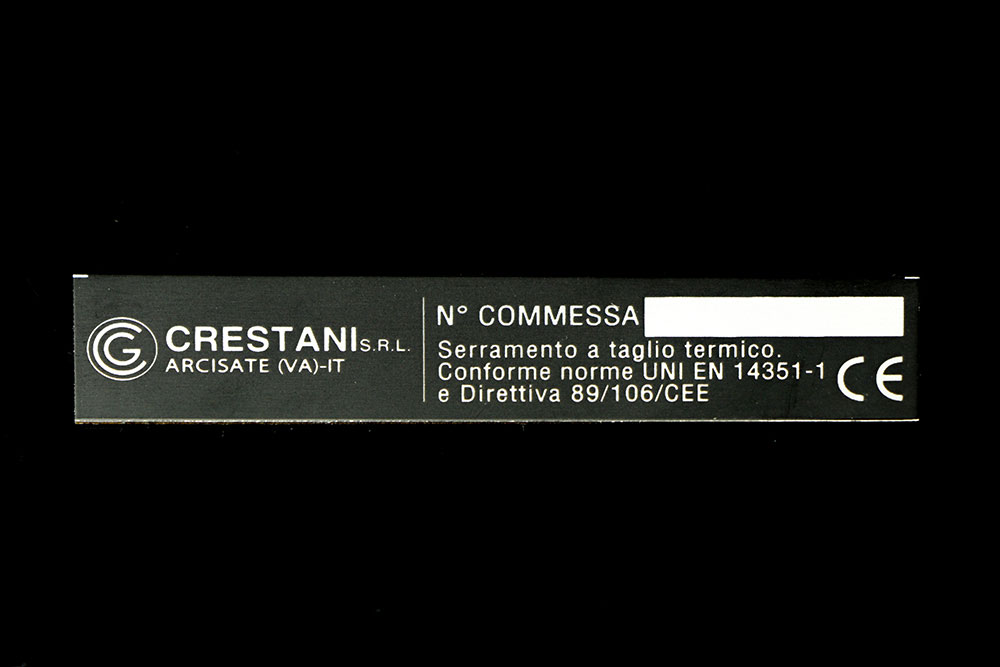 CG
CRESTANI S.R.L.
ARCISATE (VA)-IT
N° COMMESSA
Serramento a taglio termico.
Conforme norme UNI EN 14351-1
e Direttiva 89/106/CEE
CE